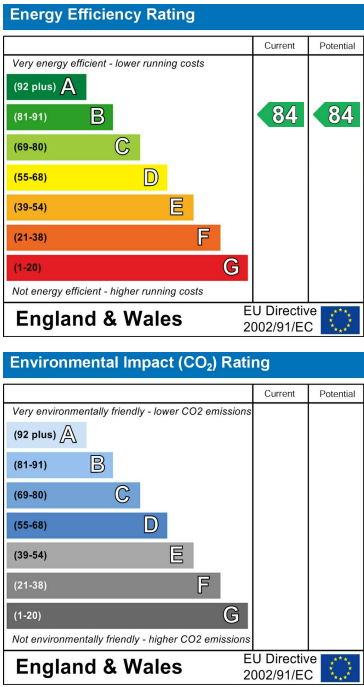 Energy Efficiency Rating
Current Potential
Very energy efficient - lower running costs
(92 plus) A
(81-91) B 84 84
(69-80) C
(55-68) D
(39-54) E
(21-38) F
(1-20) G
Not energy efficient - higher running costs
England & Wales EU Directive 2002/91/EC
Environmental Impact (CO₂) Rating
Current Potential
Very environmentally friendly - lower CO2 emissions
(92 plus) A
(81-91) B
(69-80) C
(55-68) D
(39-54) E
(21-38) F
(1-20) G
Not environmentally friendly - higher CO2 emissions
England & Wales EU Directive 2002/91/EC